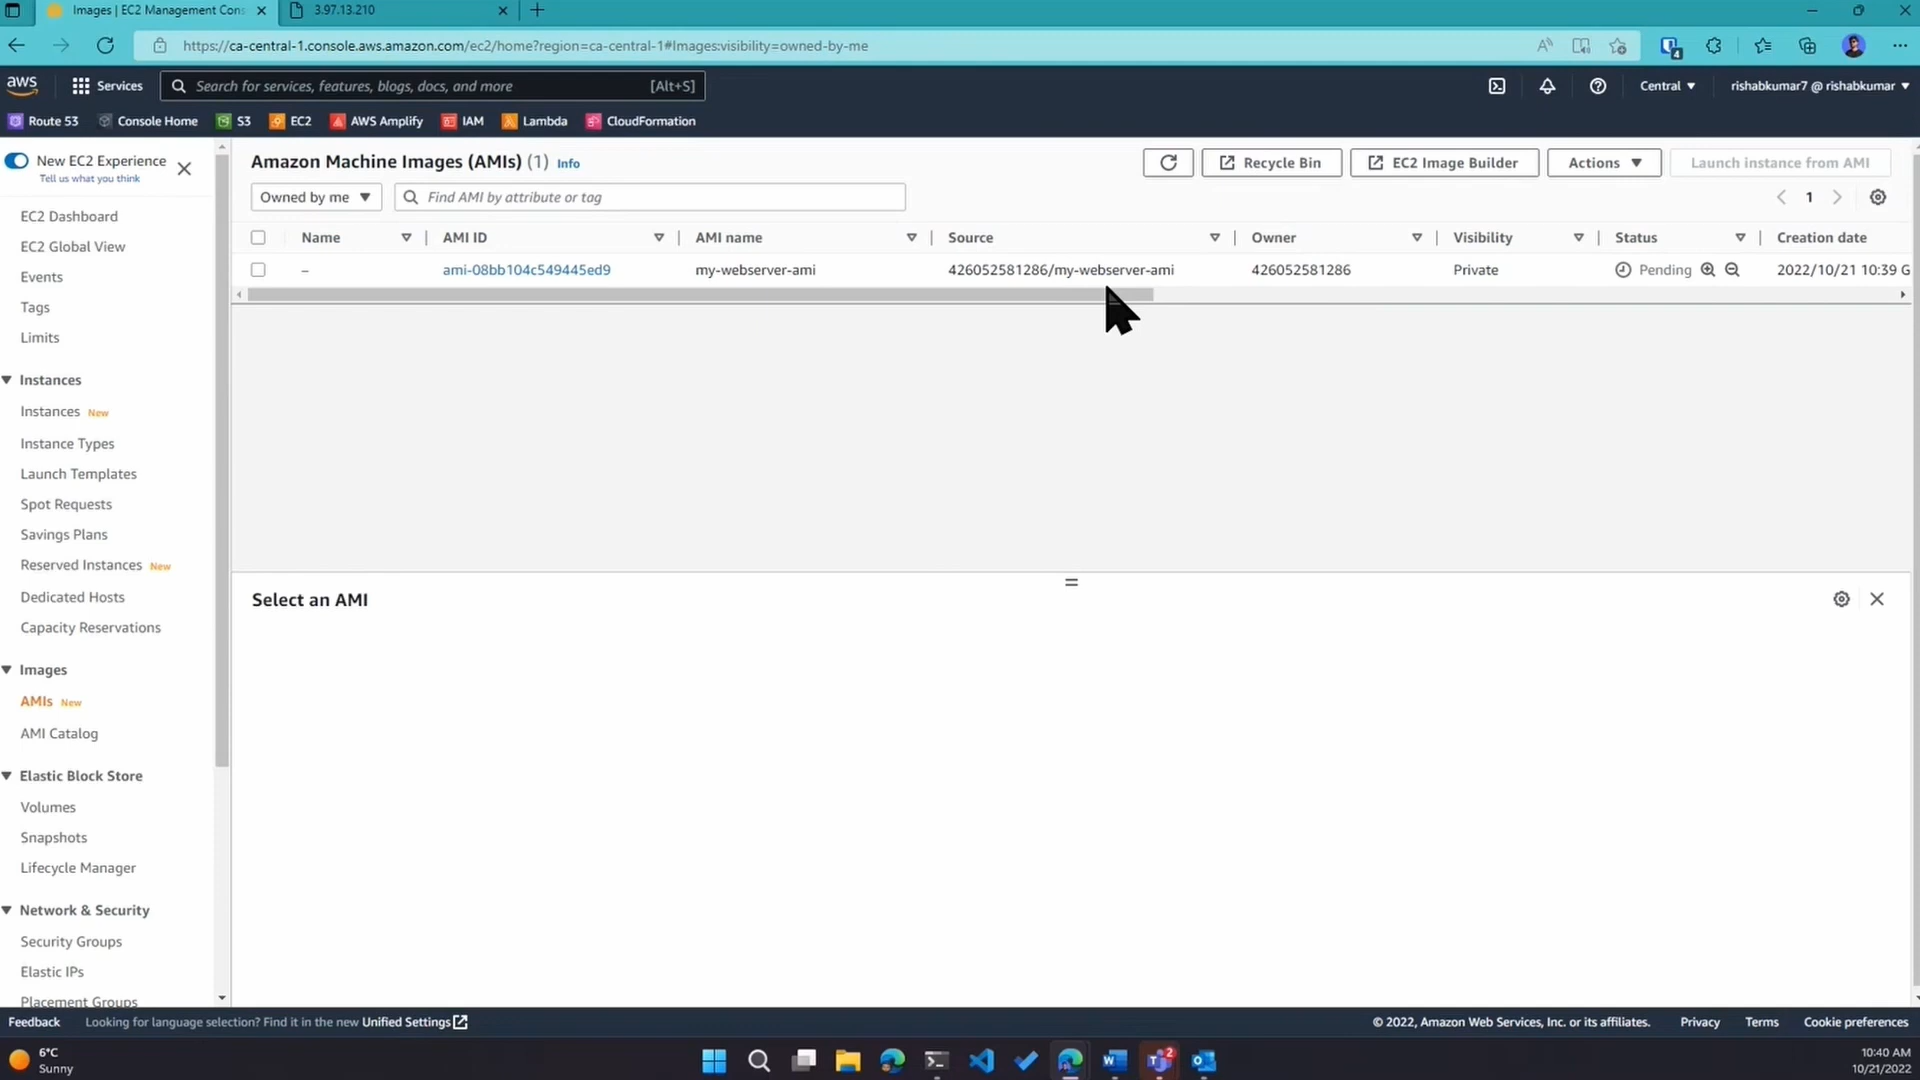 Images | EC2 Management Cons
3.97.13.210
https://ca-central-1.console.aws.amazon.com/ec2/home?region=ca-central-1#Images:visibility=owned-by-me
4
aws
Services
Search for services, features, blogs, docs, and more
[Alt+S]
Central
rishabkumar7 @ rishabkumar
Route 53
Console Home
S3
EC2
AWS Amplify
IAM
Lambda
CloudFormation
New EC2 Experience
Tell us what you think
EC2 Dashboard
EC2 Global View
Events
Tags
Limits
Instances
Instances New
Instance Types
Launch Templates
Spot Requests
Savings Plans
Reserved Instances New
Dedicated Hosts
Capacity Reservations
Images
AMIs New
AMI Catalog
Elastic Block Store
Volumes
Snapshots
Lifecycle Manager
Network & Security
Security Groups
Elastic IPs
Placement Groups
Amazon Machine Images (AMIs) (1) Info
Recycle Bin
EC2 Image Builder
Actions
Launch instance from AMI
Owned by me
Find AMI by attribute or tag
1
Name
AMI ID
AMI name
Source
Owner
Visibility
Status
Creation date
–
ami-08bb104c549445ed9
my-webserver-ami
426052581286/my-webserver-ami
426052581286
Private
Pending
2022/10/21 10:39 G
Select an AMI
Feedback
Looking for language selection? Find it in the new Unified Settings
© 2022, Amazon Web Services, Inc. or its affiliates.
Privacy
Terms
Cookie preferences
6°C
Sunny
2
10:40 AM
10/21/2022